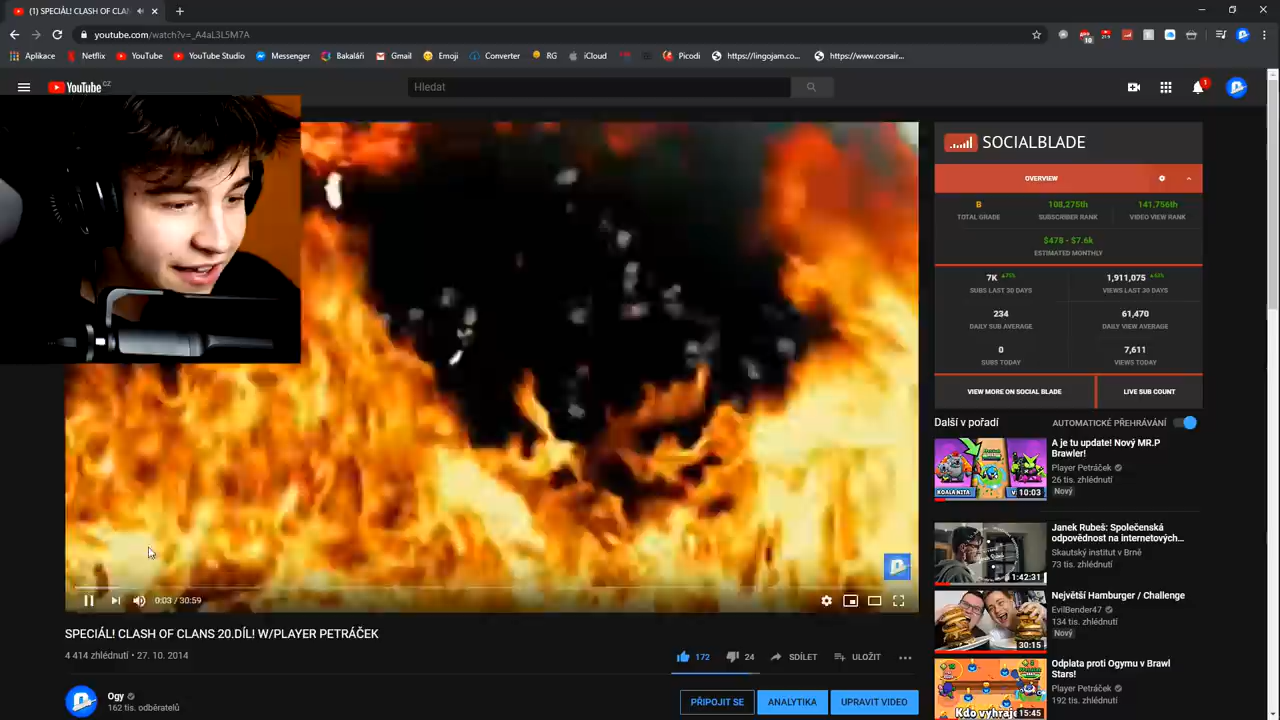 (1) SPECIÁL! CLASH OF CLAN
youtube.com/watch?v=_A4aL3L5M7A
Aplikace Netflix YouTube YouTube Studio Messenger Bakaláři Gmail Emoji Converter RG iCloud Picodi https://lingojam.co... https://www.corsair...
YouTube CZ
Hledat
1
SOCIALBLADE
OVERVIEW
B 108,275th 141,756th
TOTAL GRADE SUBSCRIBER RANK VIDEO VIEW RANK
$478 - $7.6k
ESTIMATED MONTHLY
7K 1,911,075
SUBS LAST 30 DAYS VIEWS LAST 30 DAYS
234 61,470
DAILY SUB AVERAGE DAILY VIEW AVERAGE
0 7,611
SUBS TODAY VIEWS TODAY
VIEW MORE ON SOCIAL BLADE LIVE SUB COUNT
Další v pořadí AUTOMATICKÉ PŘEHRÁVÁNÍ
A je tu update! Nový MR.P
Brawler!
Player Petráček
26 tis. zhlédnutí
Nový
KOALA NITA
10:03
Janek Rubeš: Společenská
odpovědnost na internetových...
Skautský institut v Brně
73 tis. zhlédnutí
1:42:31
Největší Hamburger / Challenge
EvilBender47
134 tis. zhlédnutí
Nový
30:15
Odplata proti Ogymu v Brawl
Stars!
Player Petráček
192 tis. zhlédnutí
Kdo vyhraje
15:45
0:03 / 30:59
SPECIÁL! CLASH OF CLANS 20.DÍL! W/PLAYER PETRÁČEK
4 414 zhlédnutí • 27. 10. 2014
172 24 SDÍLET ULOŽIT
Ogy
162 tis. odběratelů
PŘIPOJIT SE ANALYTIKA UPRAVIT VIDEO